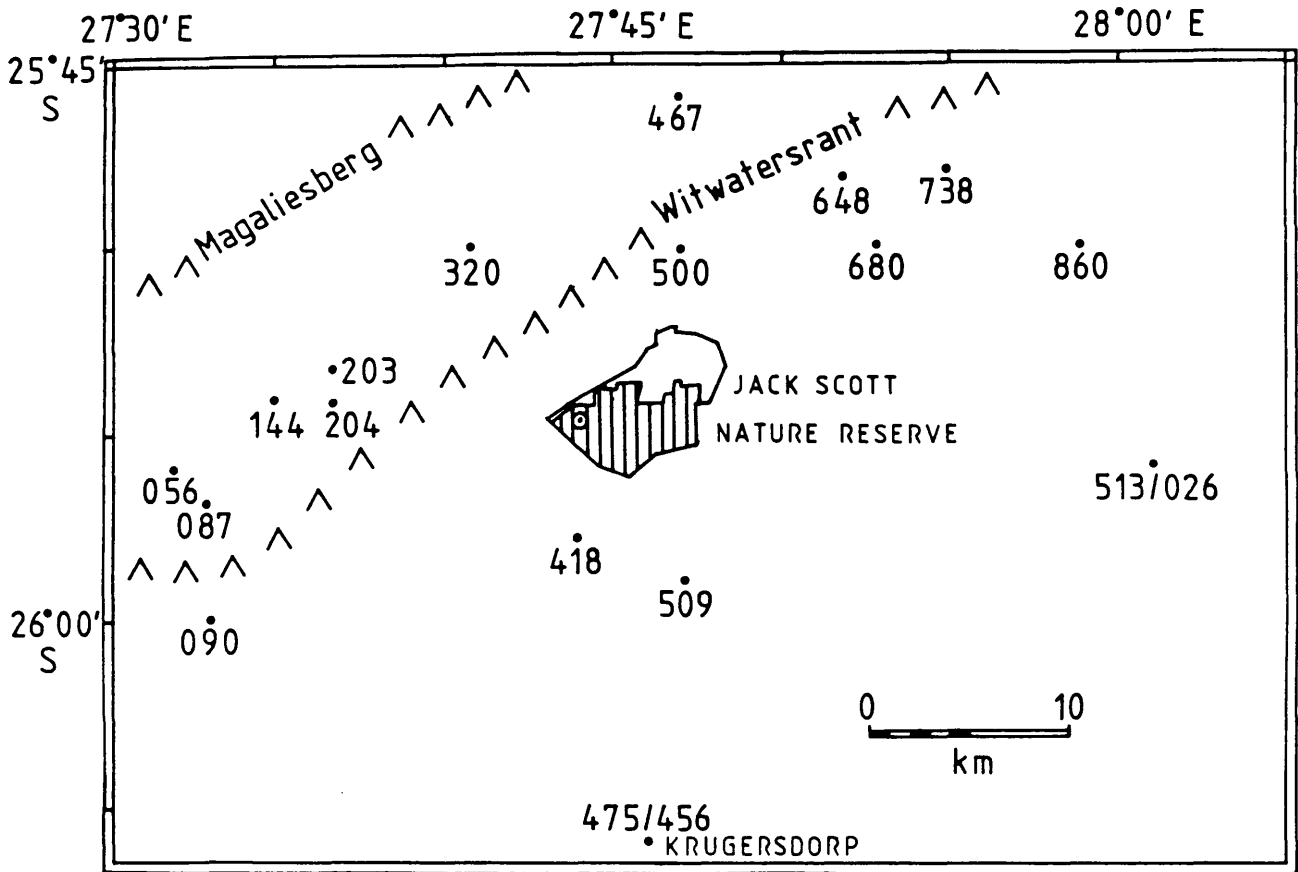 27°30' E
27°45' E
28°00' E
25°45'
S
467
Magaliesberg
Witwatersrant
648
738
320
500
680
860
203
JACK SCOTT
144
204
NATURE RESERVE
056
087
513/026
418
509
26°00'
S
090
0
10
km
475/456
KRUGERSDORP